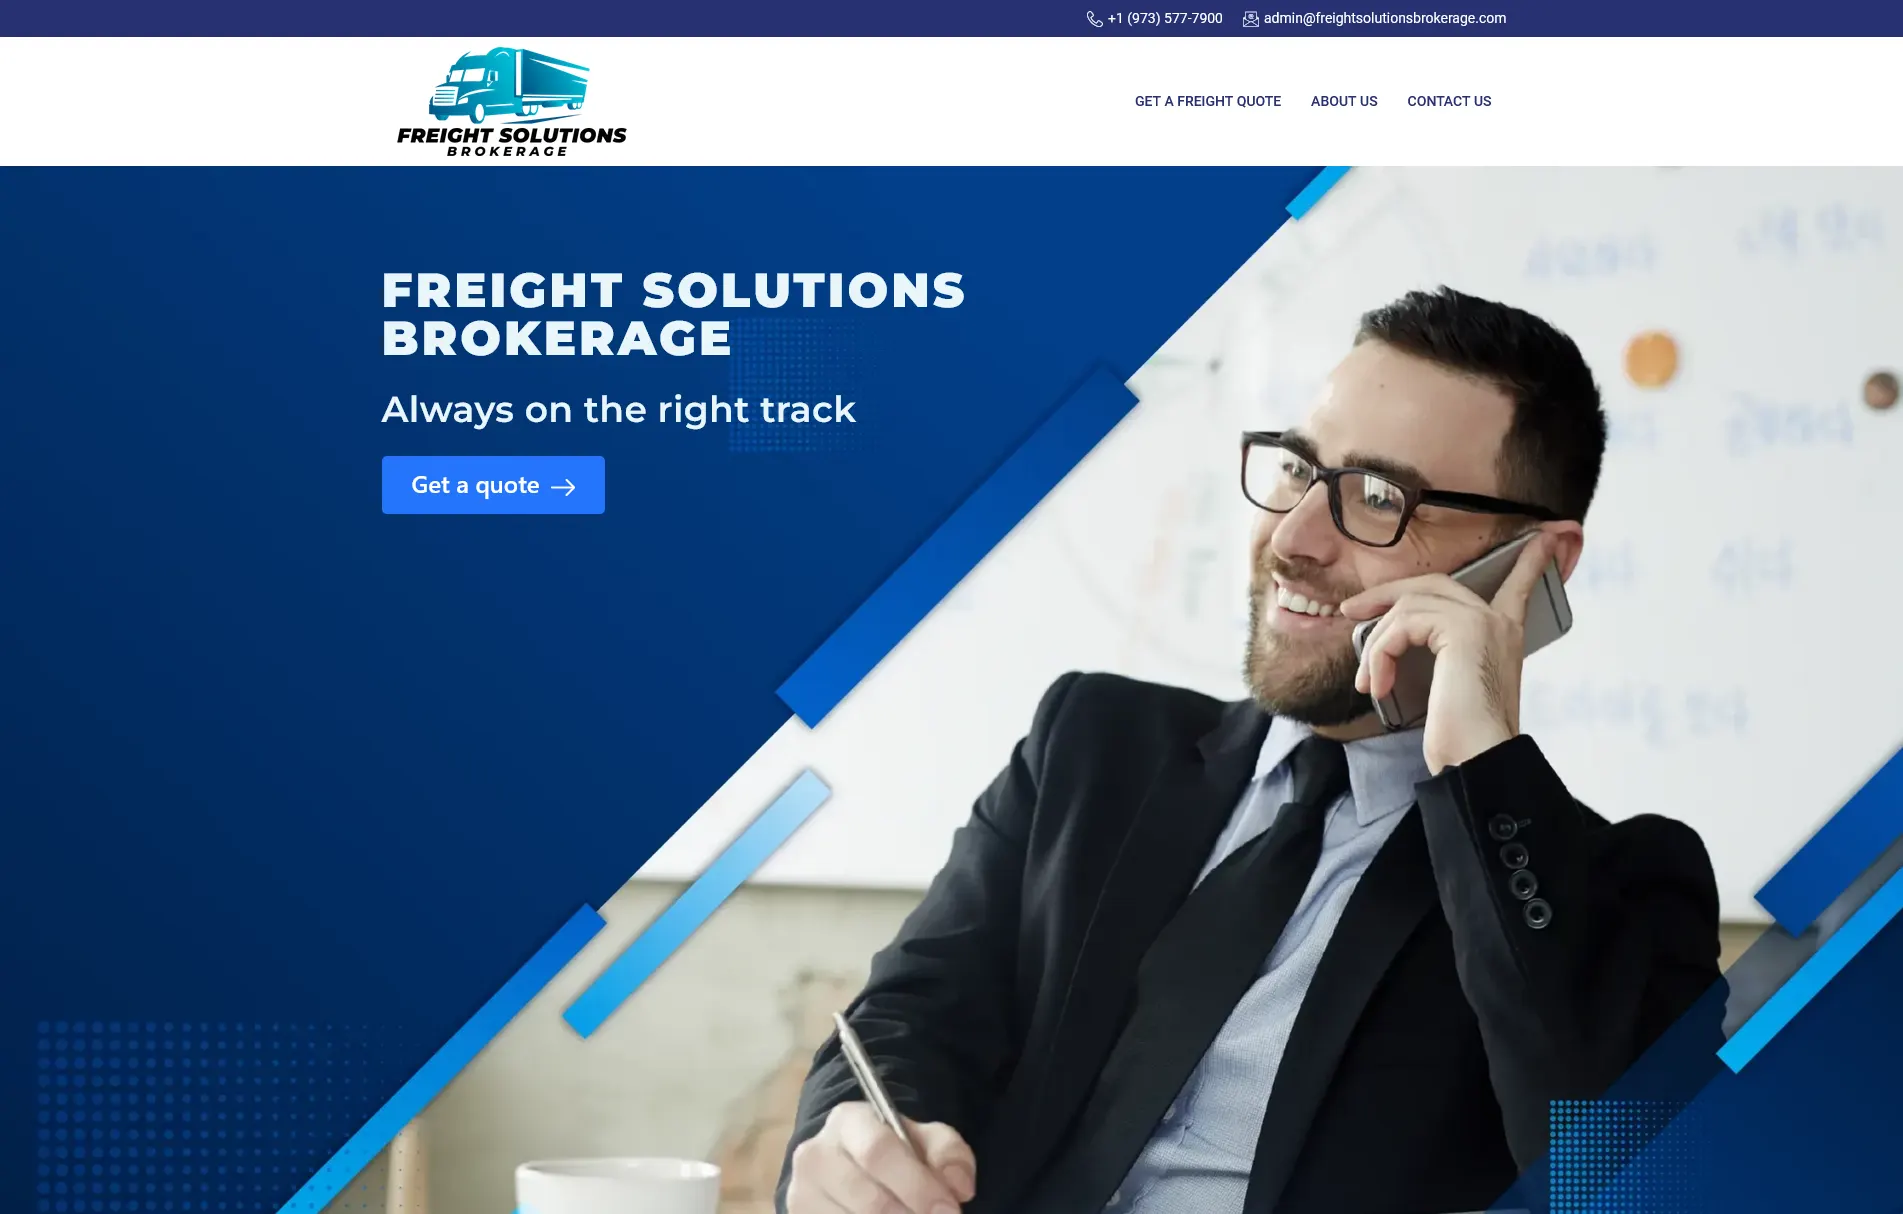 +1 (973) 577-7900 admin@freightsolutionsbrokerage.com
FREIGHT SOLUTIONS
BROKERAGE
GET A FREIGHT QUOTE ABOUT US CONTACT US
FREIGHT SOLUTIONS
BROKERAGE
Always on the right track
Get a quote →